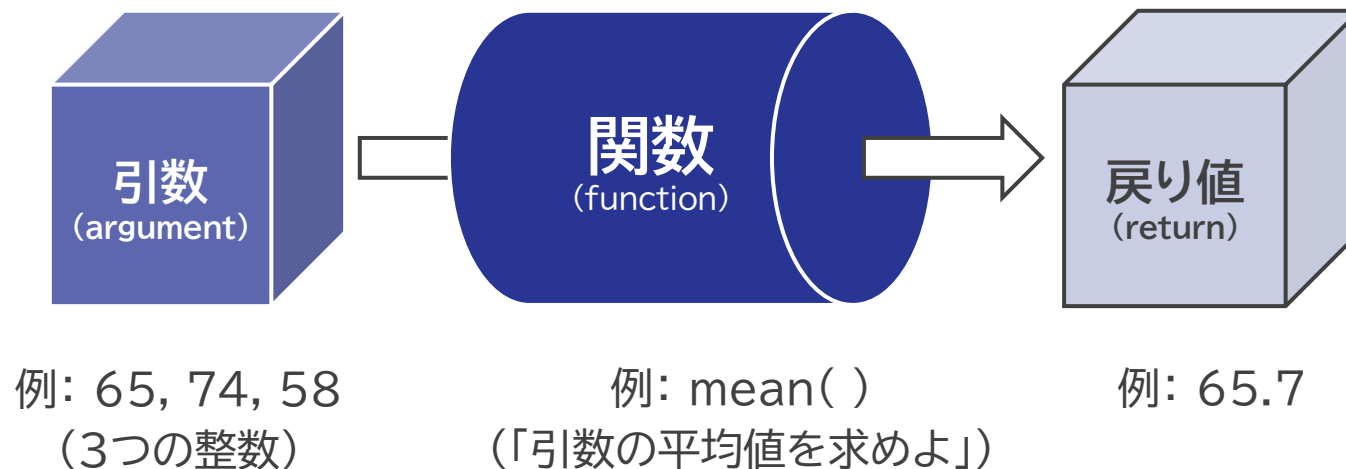 引数
(argument)
関数
(function)
戻り値
(return)
例: 65, 74, 58
(3つの整数)
例: mean( )
(「引数の平均値を求めよ」)
例: 65.7